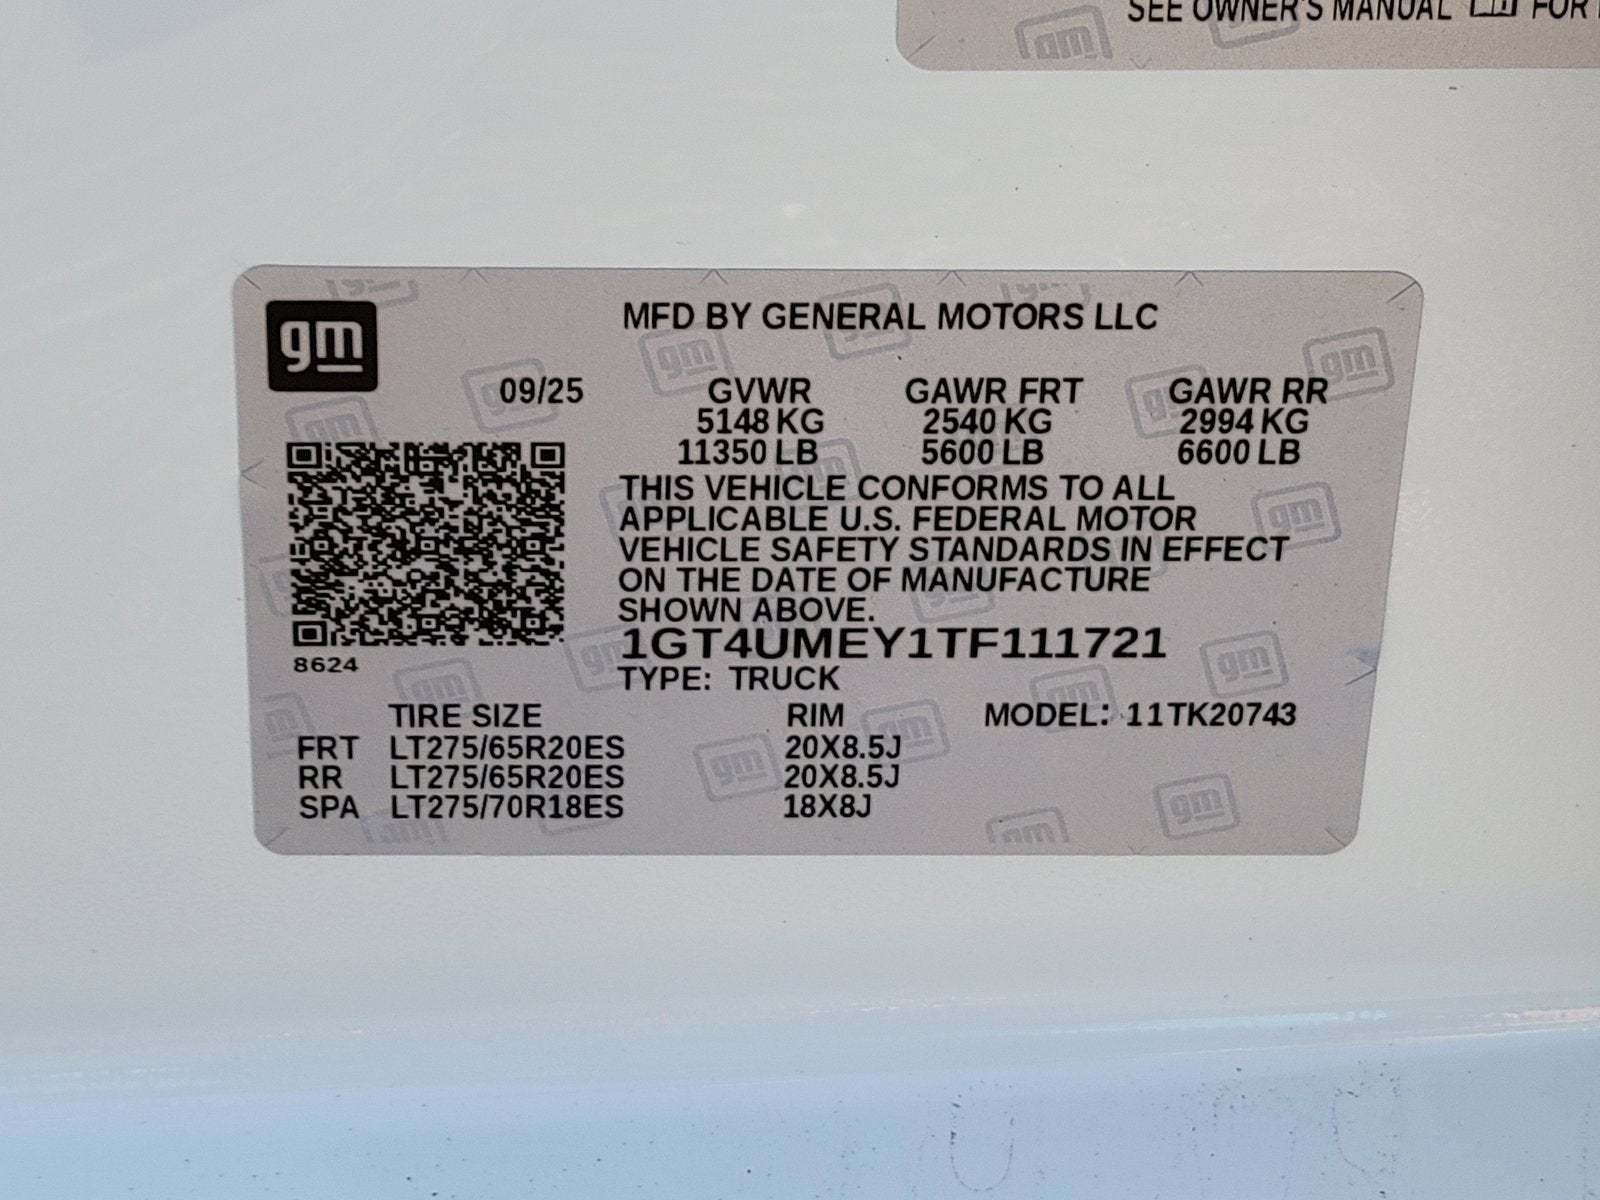 SEE OWNER'S MANUAL FOR
gm
MFD BY GENERAL MOTORS LLC
09/25 GVWR GAWR FRT GAWR RR
5148 KG 2540 KG 2994 KG
11350 LB 5600 LB 6600 LB
THIS VEHICLE CONFORMS TO ALL
APPLICABLE U.S. FEDERAL MOTOR
VEHICLE SAFETY STANDARDS IN EFFECT
ON THE DATE OF MANUFACTURE
SHOWN ABOVE.
1GT4UMEY1TF111721
8624
TYPE: TRUCK
TIRE SIZE RIM MODEL: 11TK20743
FRT LT275/65R20ES 20X8.5J
RR LT275/65R20ES 20X8.5J
SPA LT275/70R18ES 18X8J